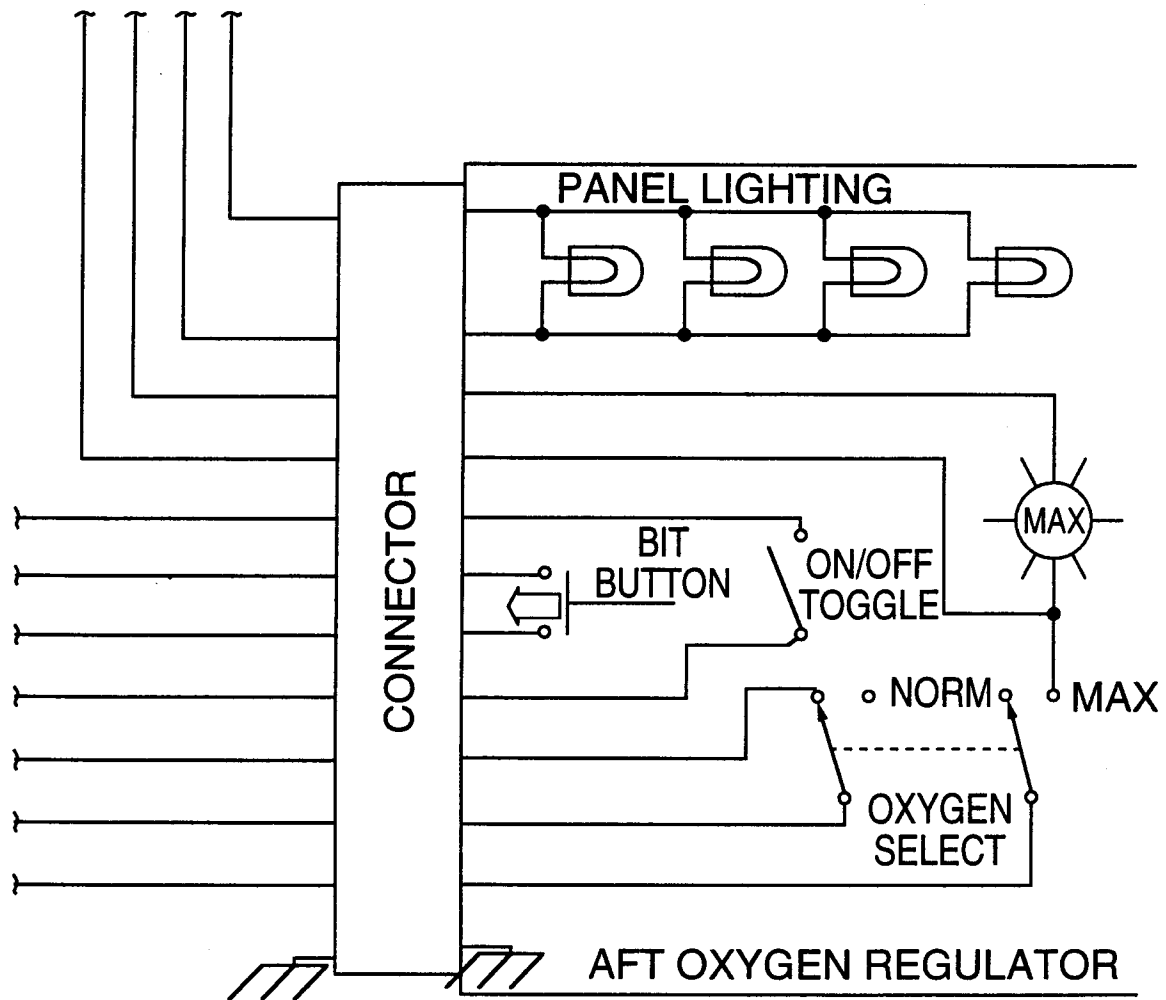 PANEL LIGHTING
CONNECTOR
MAX
BIT
BUTTON
ON/OFF
TOGGLE
NORM
MAX
OXYGEN
SELECT
AFT OXYGEN REGULATOR